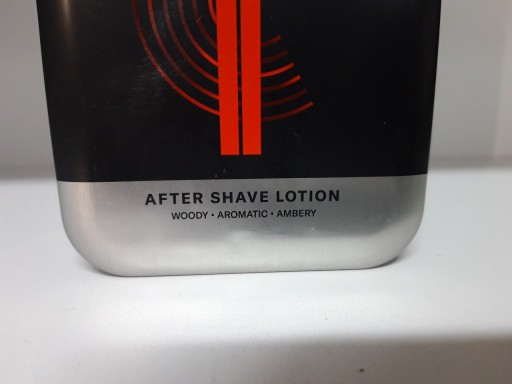 AFTER SHAVE LOTION
WOODY • AROMATIC • AMBERY